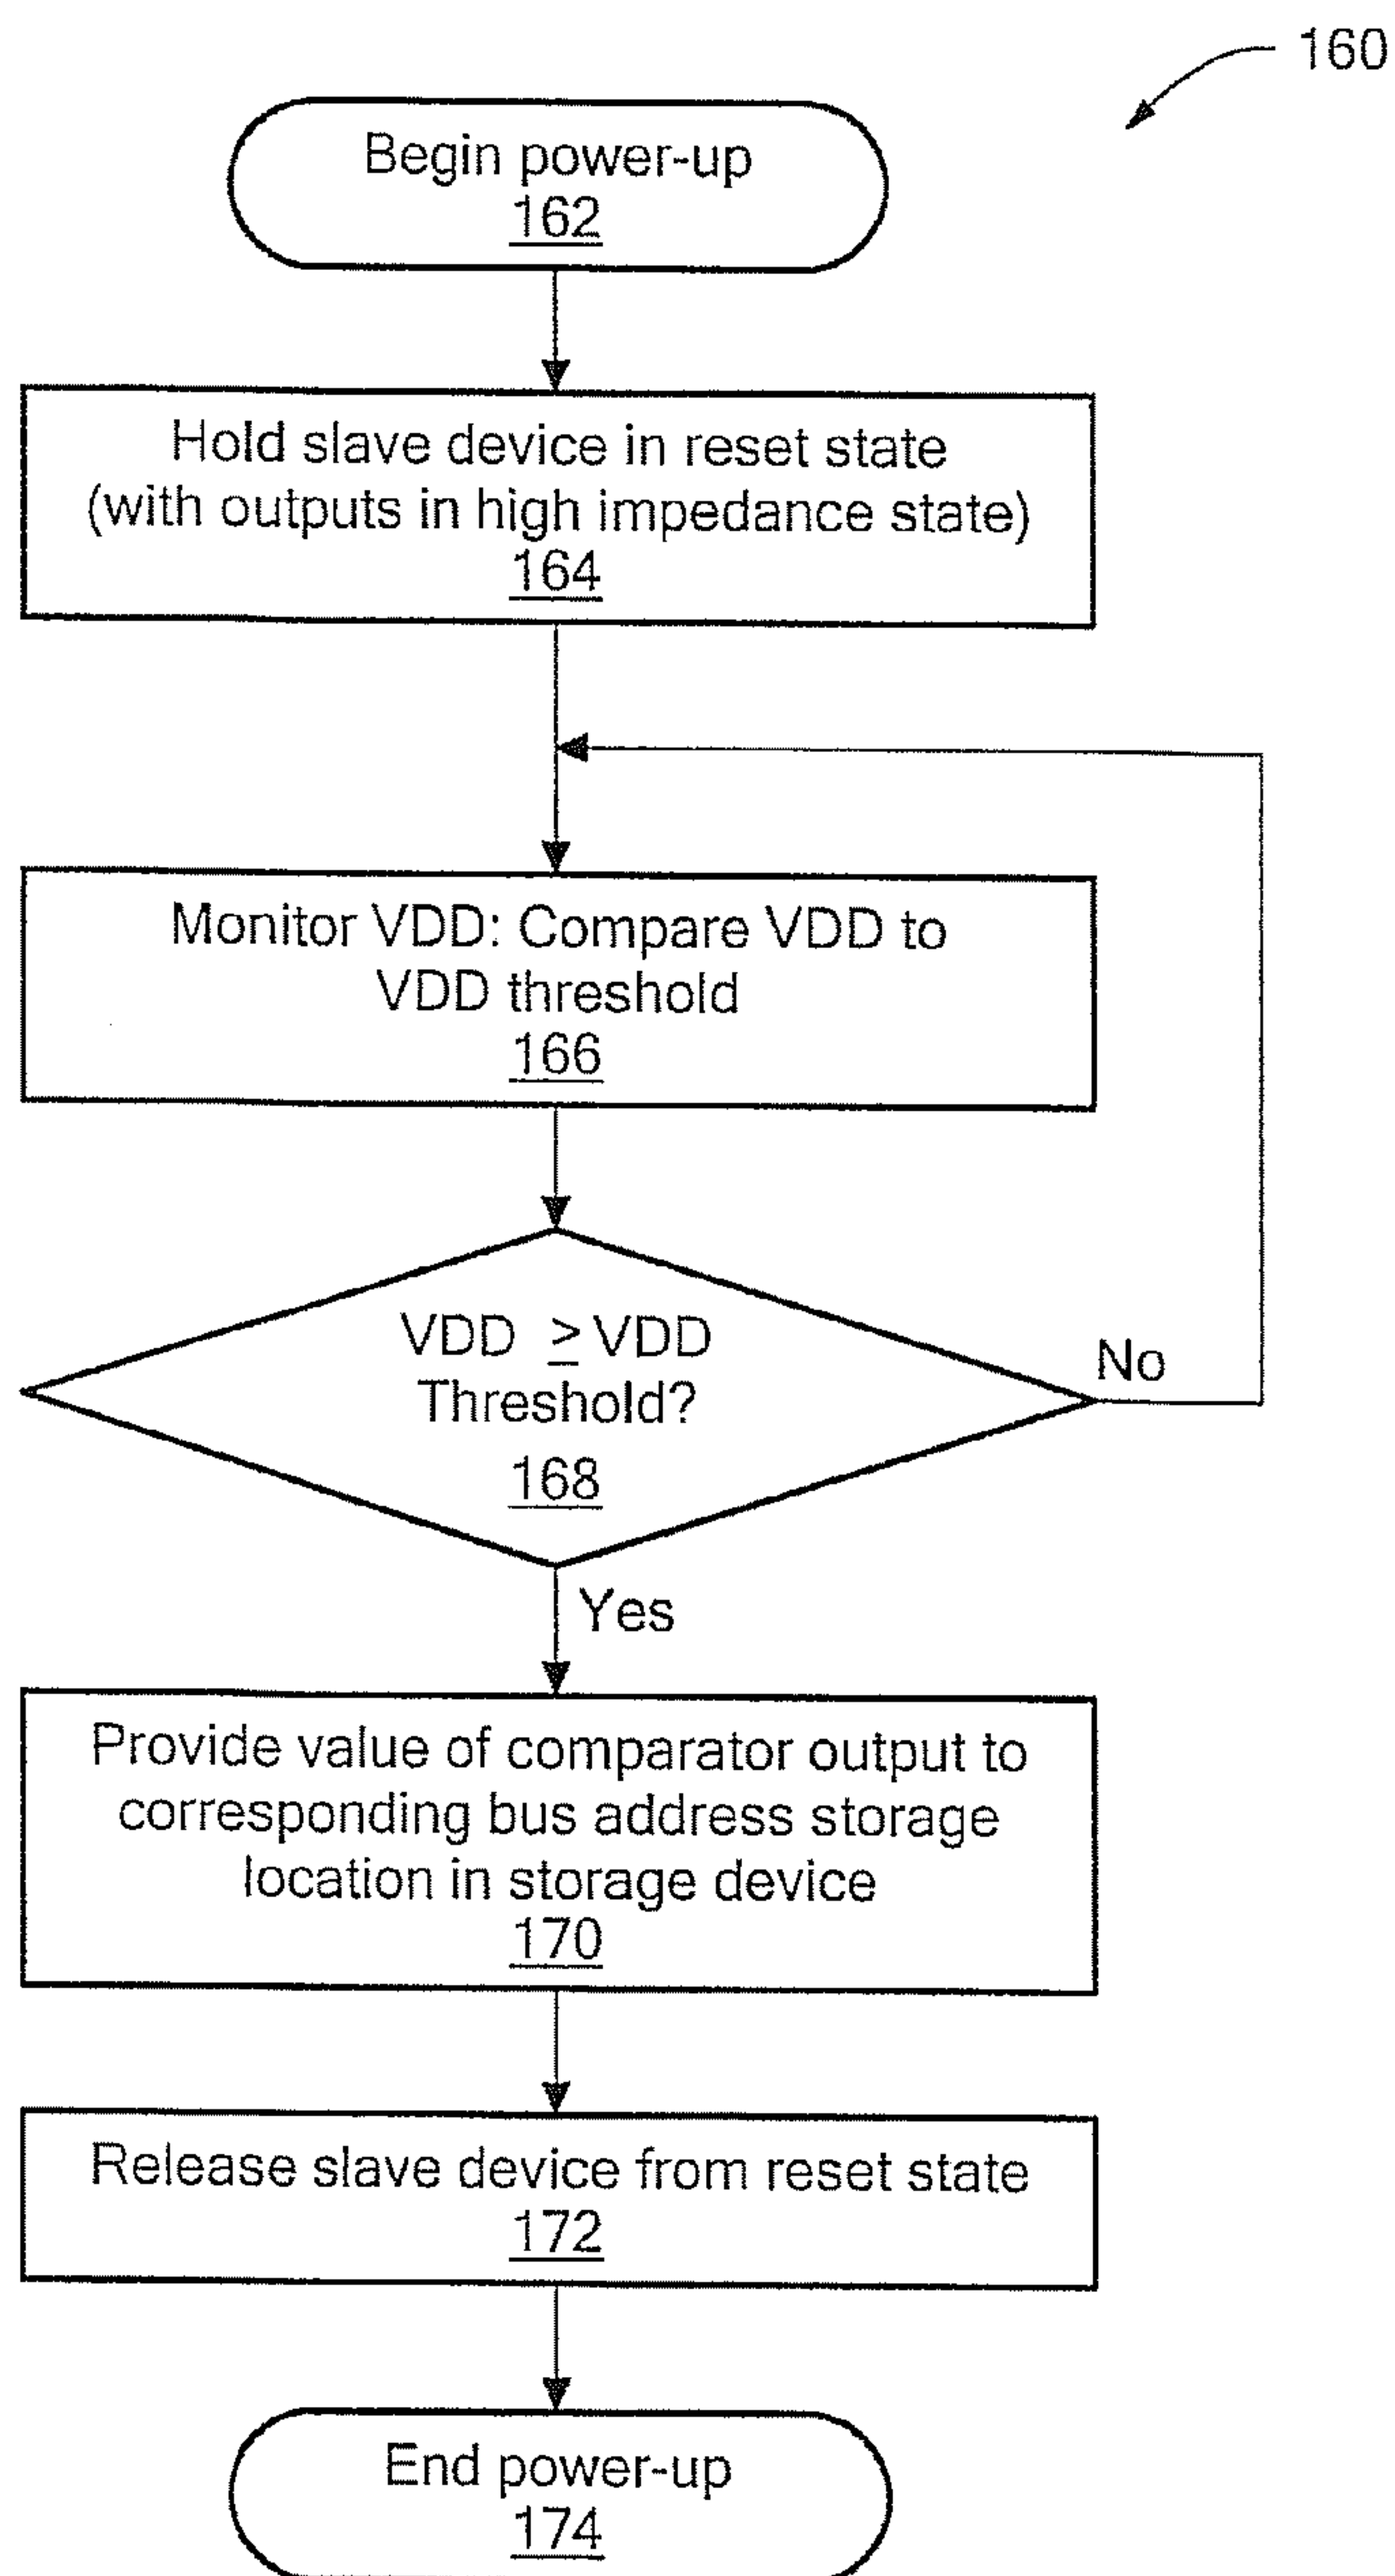 160
Begin power-up
162
Hold slave device in reset state
(with outputs in high impedance state)
164
Monitor VDD: Compare VDD to
VDD threshold
166
VDD ≥ VDD
Threshold?
168
No
Yes
Provide value of comparator output to
corresponding bus address storage
location in storage device
170
Release slave device from reset state
172
End power-up
174